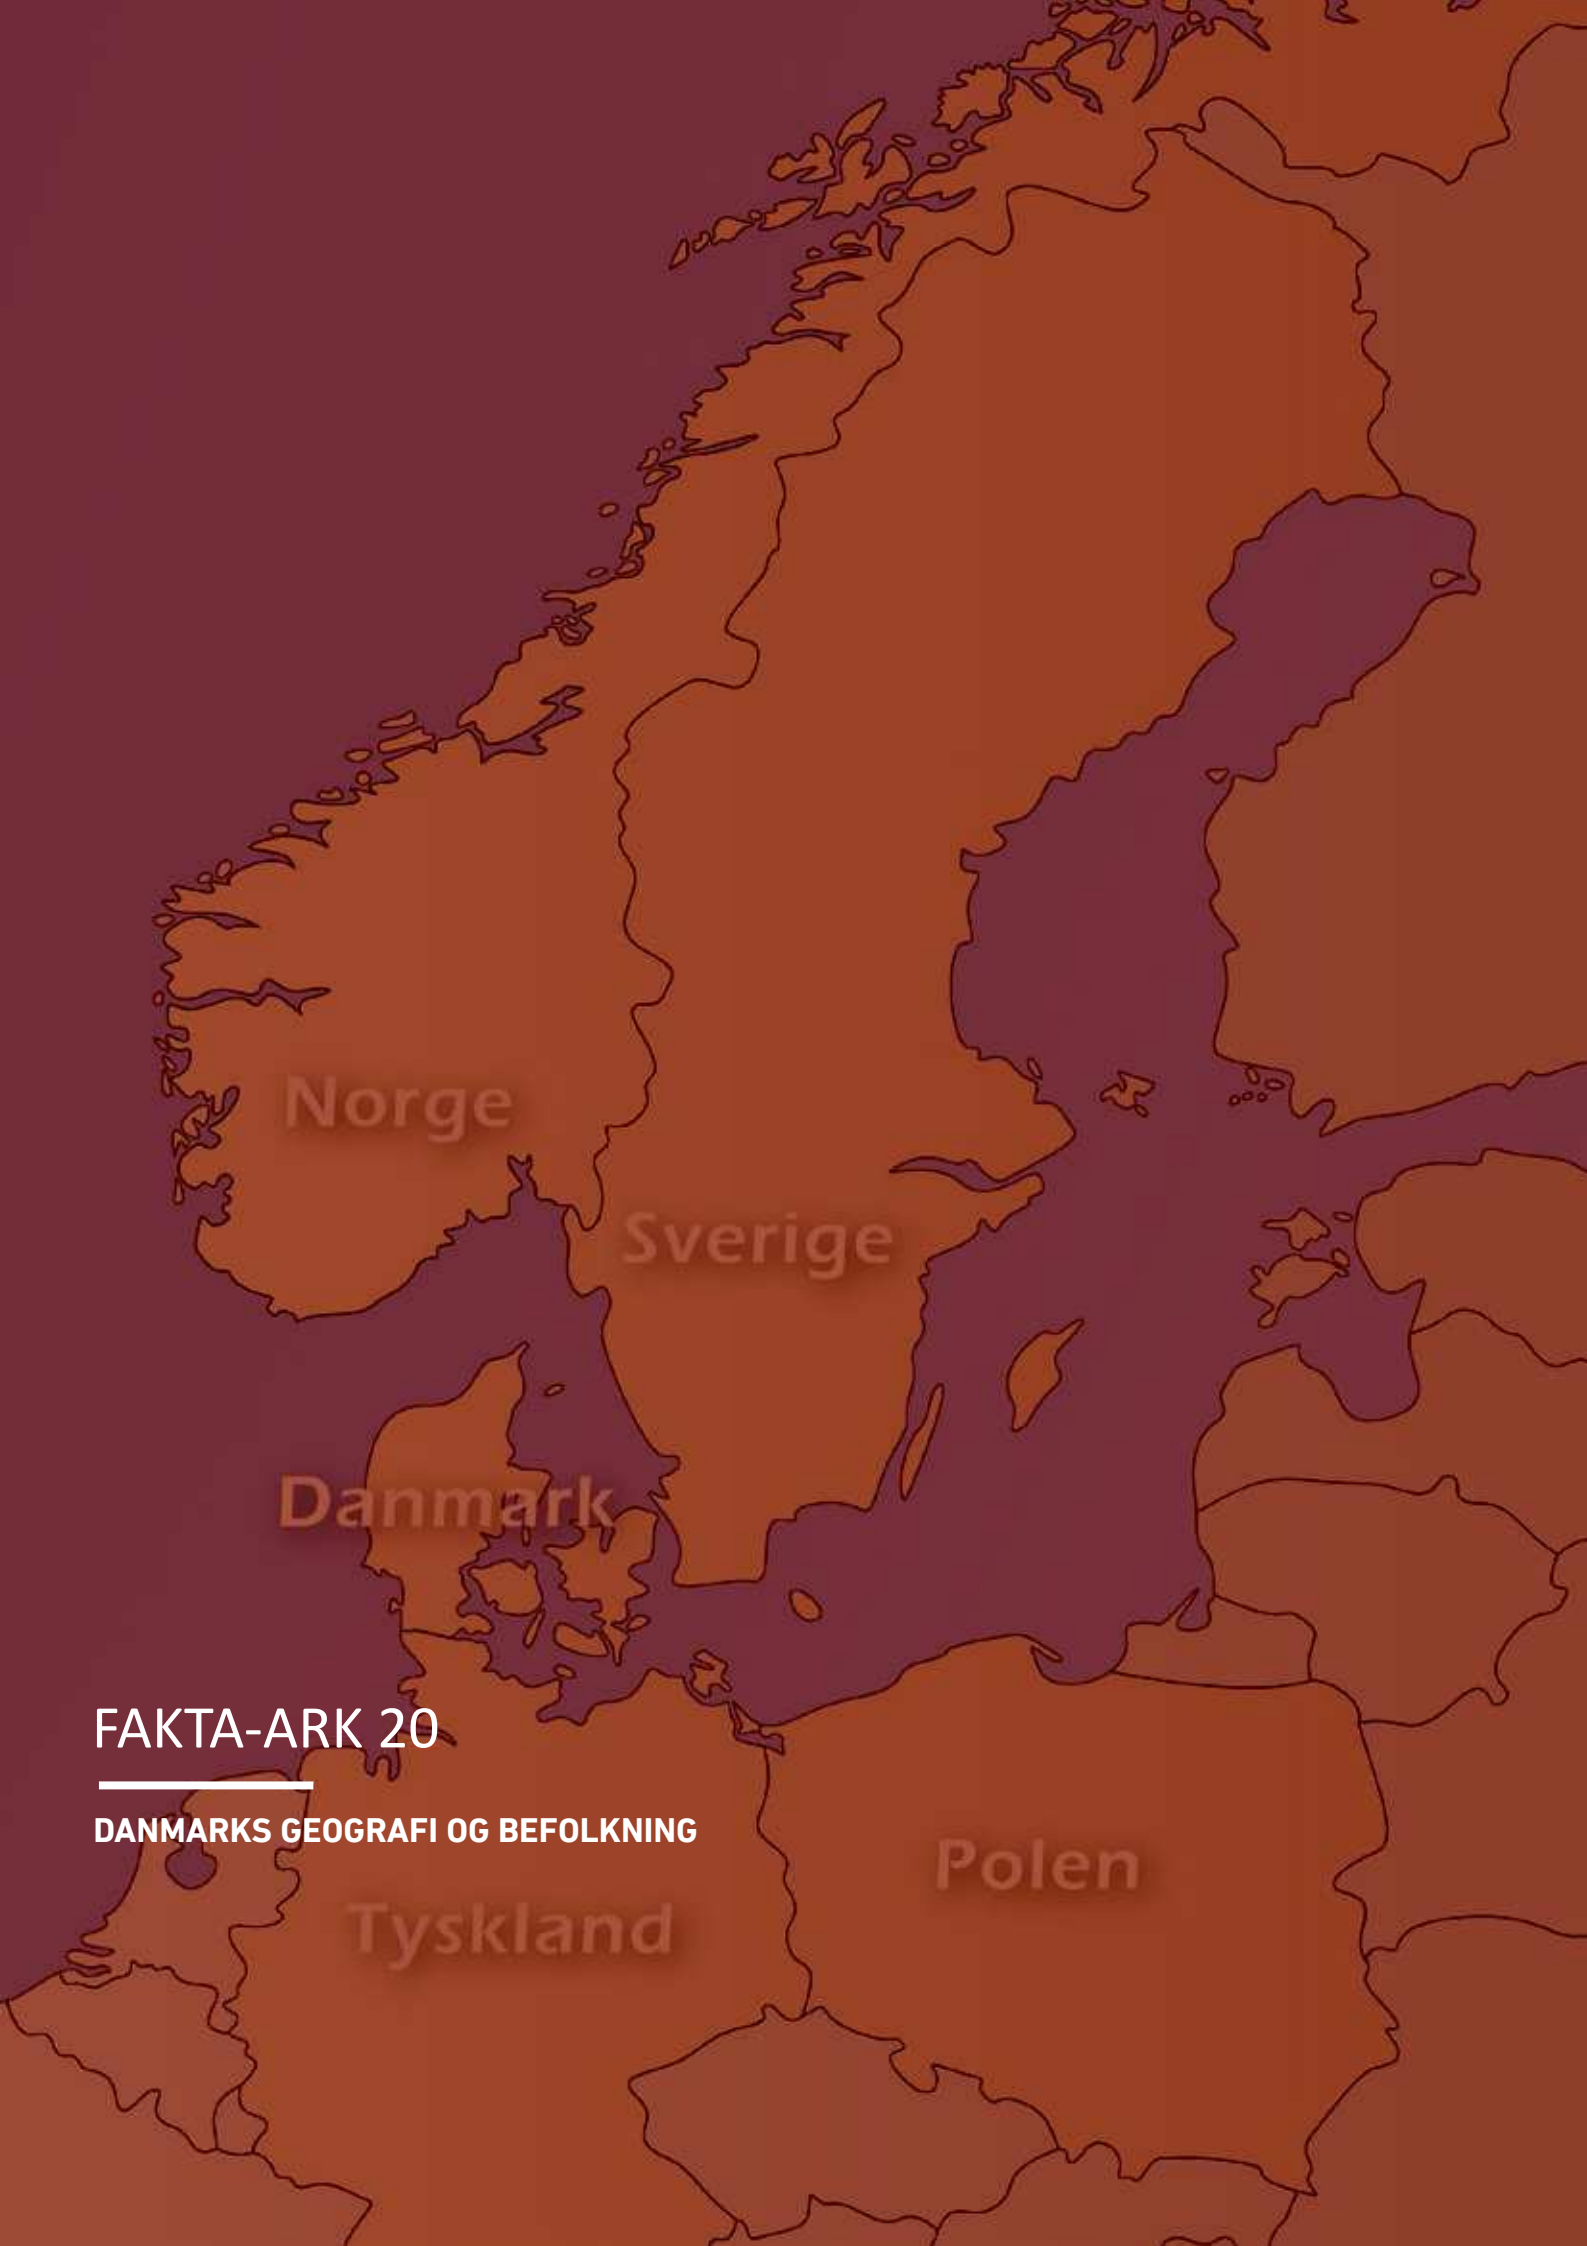 Norge
Sverige
Danmark
FAKTA-ARK 20
DANMARKS GEOGRAFI OG BEFOLKNING
Polen
Tyskland